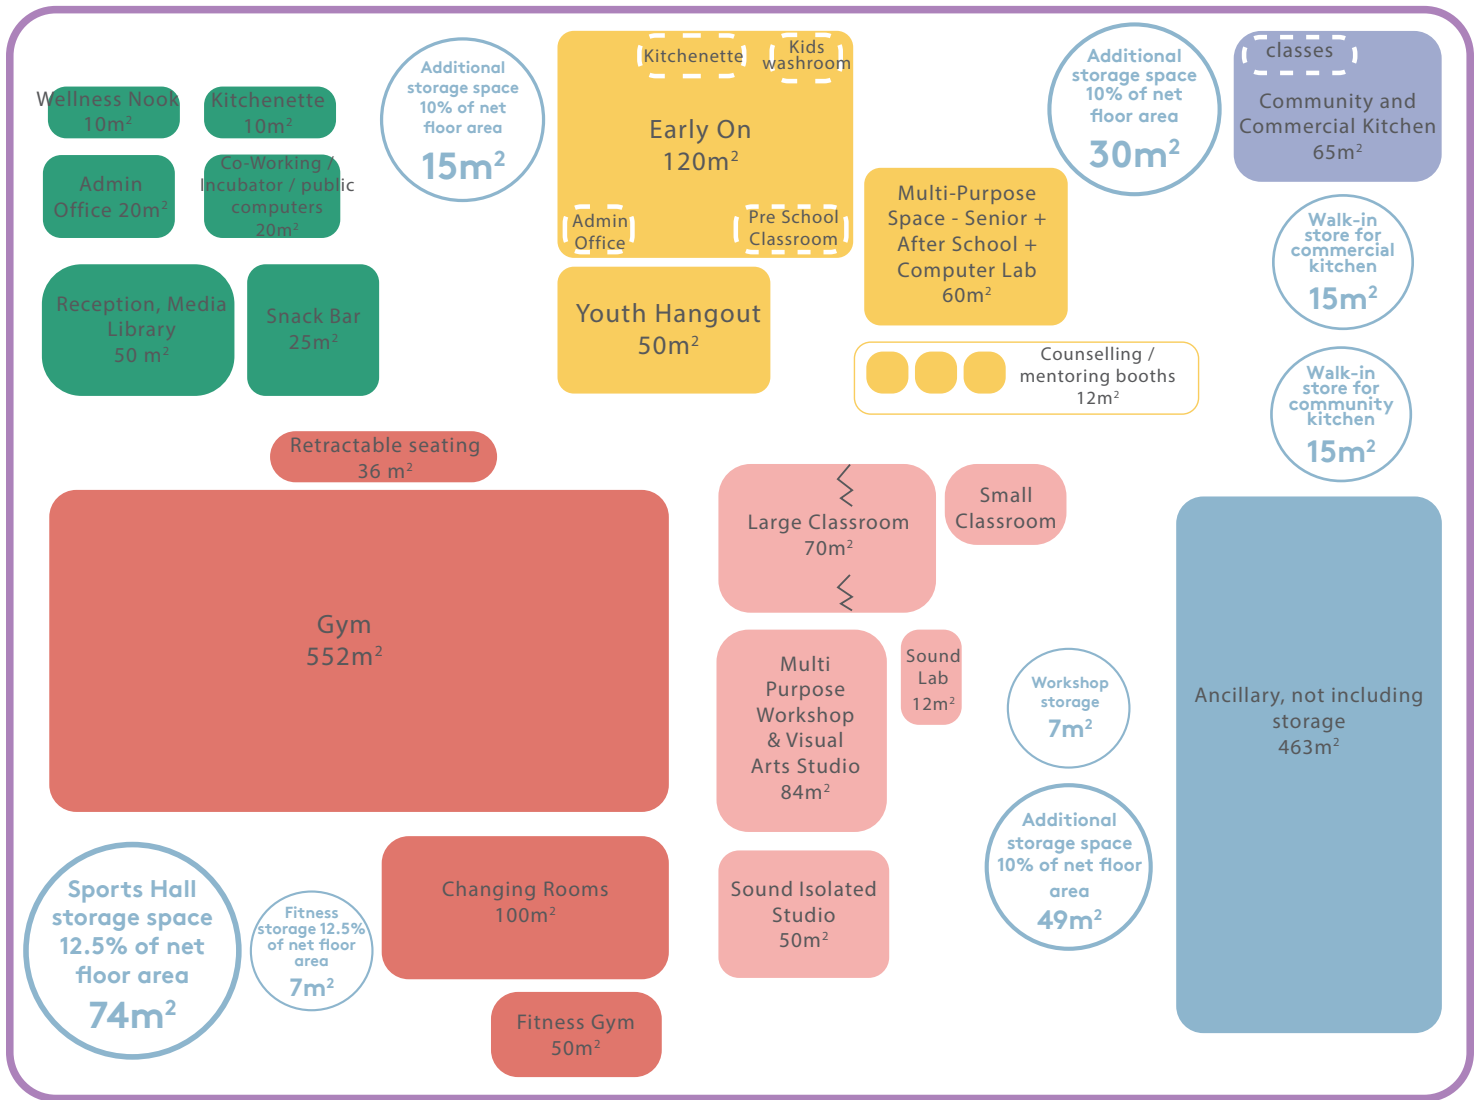 Wellness Nook
10m²
Kitchenette
10m²
Admin
Office 20m²
Co-Working /
Incubator / public
computers
20m²
Reception, Media
Library
50 m²
Snack Bar
25m²
Additional
storage space
10% of net
floor area
15m²
Kitchenette
Kids
washroom
Early On
120m²
Admin
Office
Pre School
Classroom
Youth Hangout
50m²
Multi-Purpose
Space - Senior +
After School +
Computer Lab
60m²
Counselling /
mentoring booths
12m²
Additional
storage space
10% of net
floor area
30m²
classes
Community and
Commercial Kitchen
65m²
Walk-in
store for
commercial
kitchen
15m²
Walk-in
store for
community
kitchen
15m²
Retractable seating
36 m²
Gym
552m²
Sports Hall
storage space
12.5% of net
floor area
74m²
Fitness
storage 12.5%
of net floor
area
7m²
Changing Rooms
100m²
Fitness Gym
50m²
Large Classroom
70m²
Small
Classroom
Multi
Purpose
Workshop
& Visual
Arts Studio
84m²
Sound
Lab
12m²
Sound Isolated
Studio
50m²
Workshop
storage
7m²
Additional
storage space
10% of net floor
area
49m²
Ancillary, not including
storage
463m²